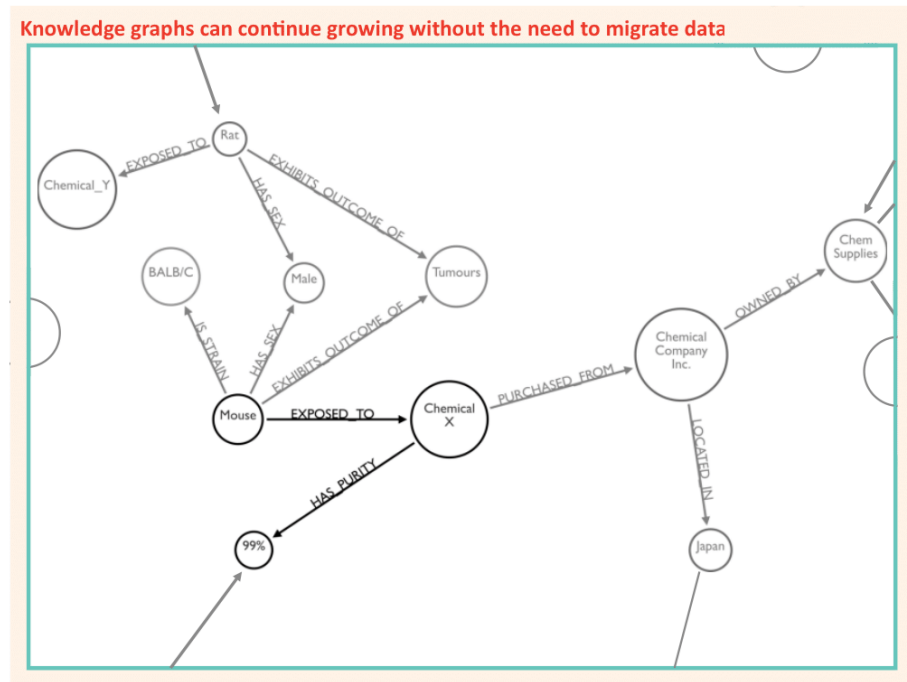 Knowledge graphs can continue growing without the need to migrate data
Rat
EXPOSED_TO
Chemical_Y
HAS_SEX
EXHIBITS_OUTCOME_OF
BALB/C
Male
Tumours
Chem
Supplies
IS_STRAIN
HAS_SEX
EXHIBITS_OUTCOME_OF
OWNED_BY
Chemical
Company
Inc.
PURCHASED_FROM
Mouse
EXPOSED_TO
Chemical
X
LOCATED_IN
HAS_PURITY
99%
Japan